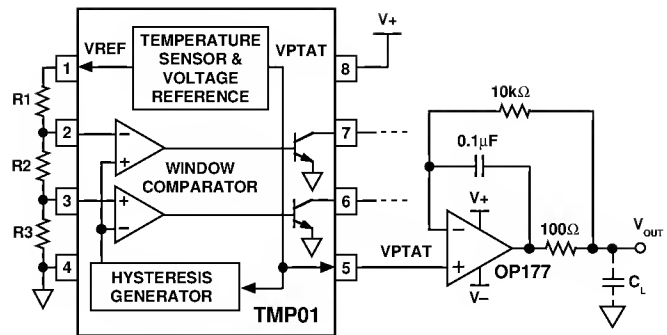 TEMPERATURE
SENSOR &
VOLTAGE
REFERENCE
VREF
VPTAT
V+
1
8
R1
2
7
R2
WINDOW
COMPARATOR
3
6
R3
4
HYSTERESIS
GENERATOR
TMP01
5
VPTAT
10kΩ
0.1µF
V+
V–
OP177
100Ω
VOUT
CL
−
+
+
−
−
+